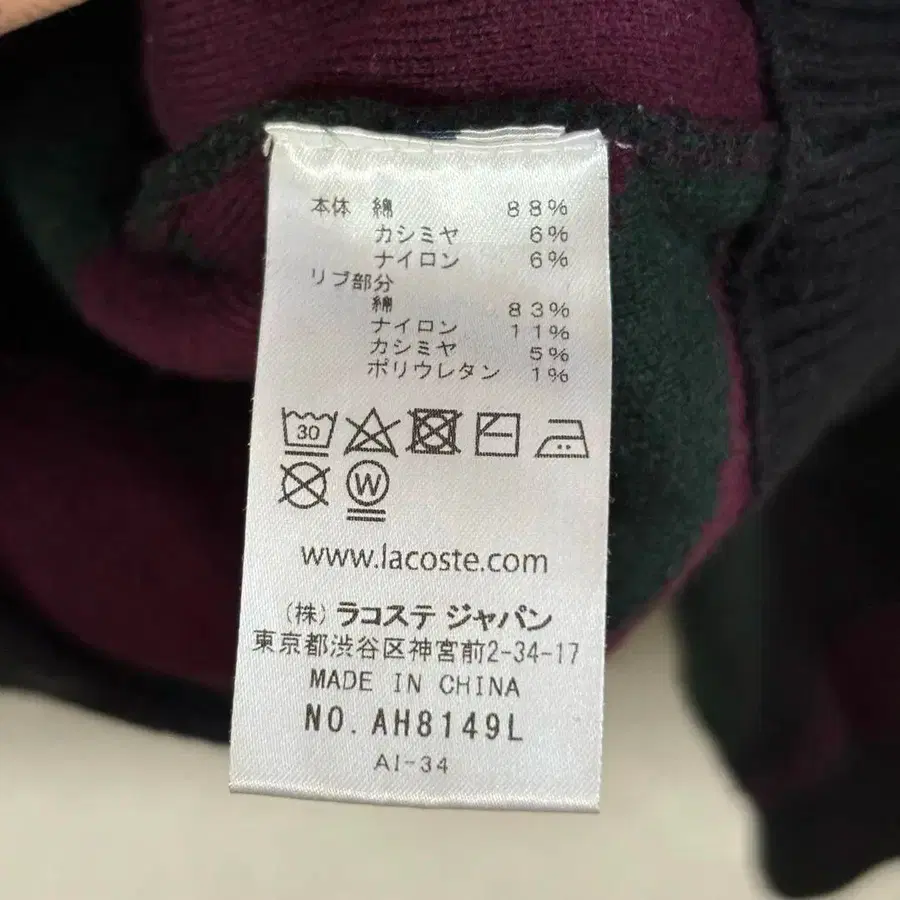 本体 綿 88%
カシミヤ 6%
ナイロン 6%
リブ部分
綿 83%
ナイロン 11%
カシミヤ 5%
ポリウレタン 1%
30
W
www.lacoste.com
(株) ラコステ ジャパン
東京都渋谷区神宮前2-34-17
MADE IN CHINA
NO. AH8149L
AI-34